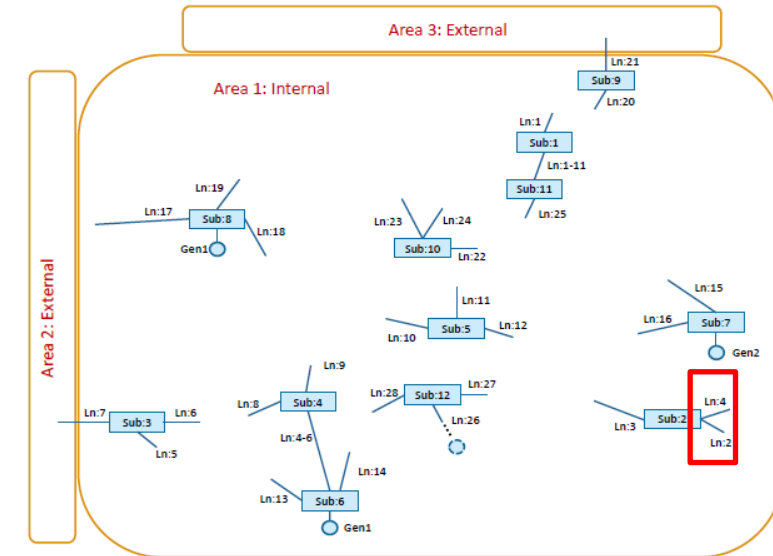 Area 3: External
Ln:21
Sub:9
Ln:20
Area 1: Internal
Ln:1
Sub:1
Ln:1-11
Sub:11
Ln:25
Ln:19
Ln:17
Sub:8
Ln:18
Gen1
Ln:23
Ln:24
Sub:10
Ln:22
Area 2: External
Ln:11
Sub:5
Ln:10
Ln:12
Ln:15
Ln:16
Sub:7
Gen2
Ln:9
Ln:8
Sub:4
Ln:4-6
Ln:28
Sub:12
Ln:27
Ln:26
Ln:4
Sub:2
Ln:3
Ln:2
Ln:7
Sub:3
Ln:6
Ln:5
Ln:14
Ln:13
Sub:6
Gen1